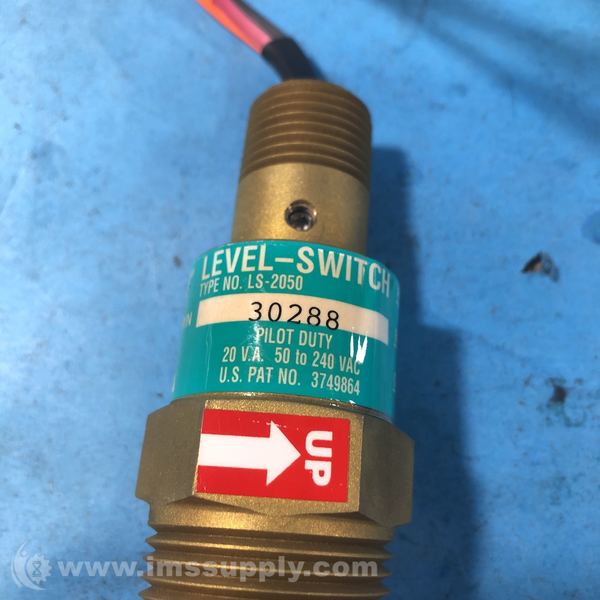 LEVEL-SWITCH
TYPE NO. LS-2050
30288
PILOT DUTY
20 V.A. 50 to 240 VAC
U.S. PAT NO. 3749864
UP
www.imssupply.com